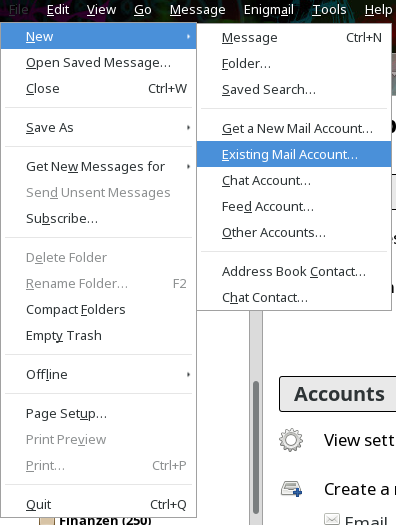 File Edit View Go Message Enigmail Tools Help
New
Open Saved Message...
Close Ctrl+W
Save As
Get New Messages for
Send Unsent Messages
Subscribe...
Delete Folder
Rename Folder... F2
Compact Folders
Empty Trash
Offline
Page Setup...
Print Preview
Print... Ctrl+P
Quit Ctrl+Q
Message Ctrl+N
Folder...
Saved Search...
Get a New Mail Account...
Existing Mail Account...
Chat Account...
Feed Account...
Other Accounts...
Address Book Contact...
Chat Contact...
Accounts
View sett
Create a
Email
Finanzen (250)